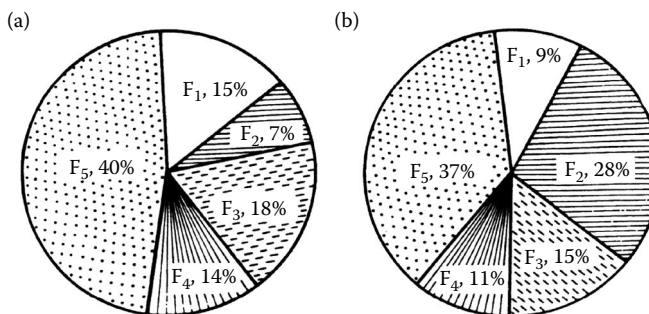 (a)
F1, 15%
F2, 7%
F3, 18%
F4, 14%
F5, 40%
(b)
F1, 9%
F2, 28%
F3, 15%
F4, 11%
F5, 37%